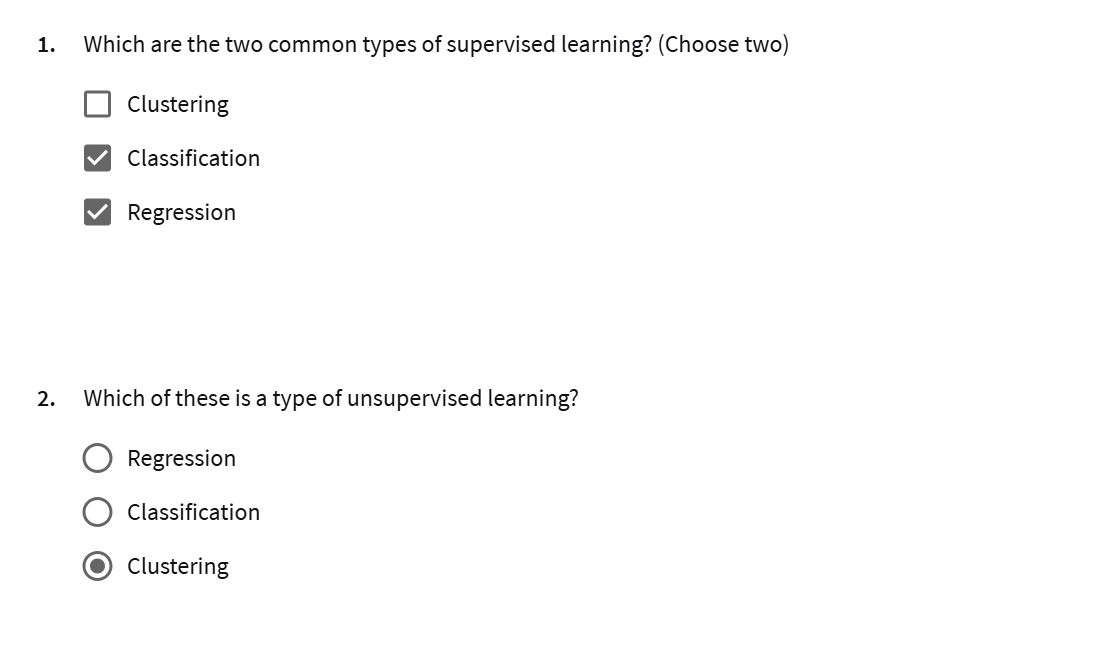 1. Which are the two common types of supervised learning? (Choose two)
Clustering
Classification
Regression
2. Which of these is a type of unsupervised learning?
Regression
Classification
Clustering